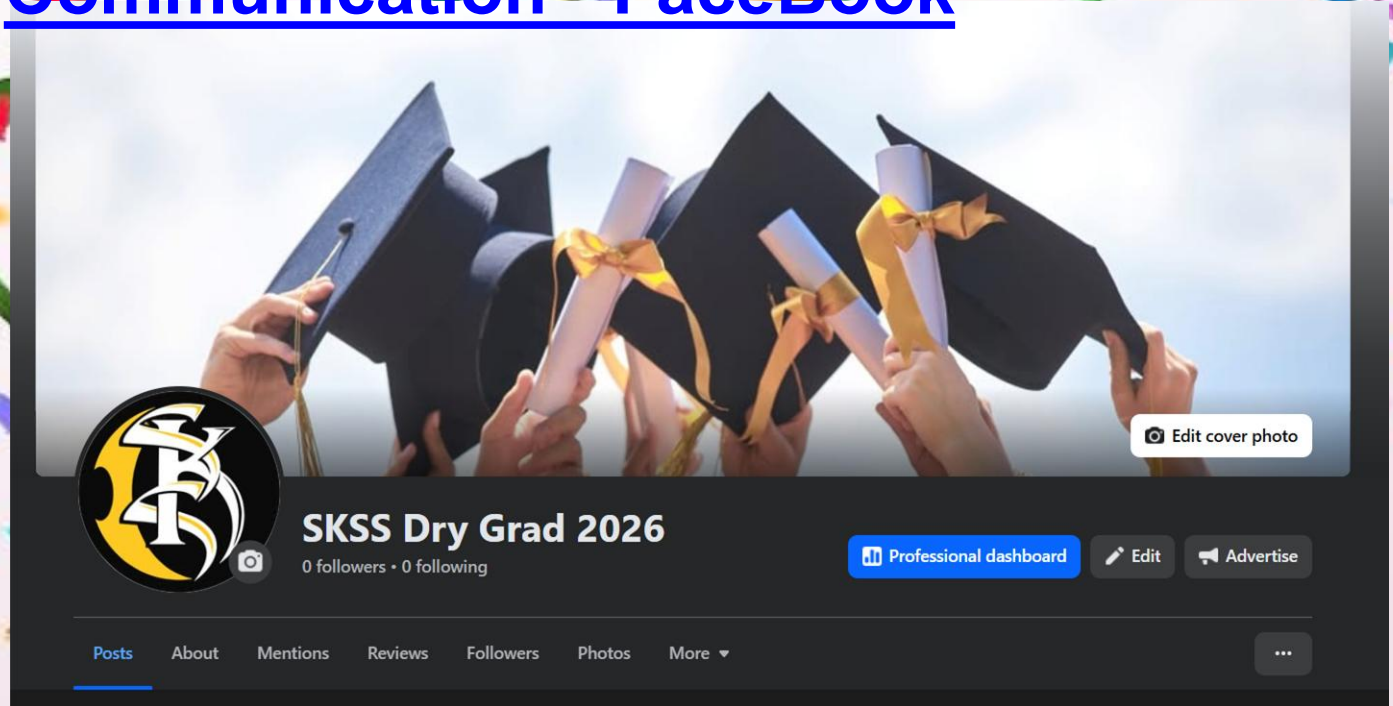 Communication - FaceBook
Edit cover photo
SKSS Dry Grad 2026
0 followers • 0 following
Professional dashboard
Edit
Advertise
Posts
About
Mentions
Reviews
Followers
Photos
More